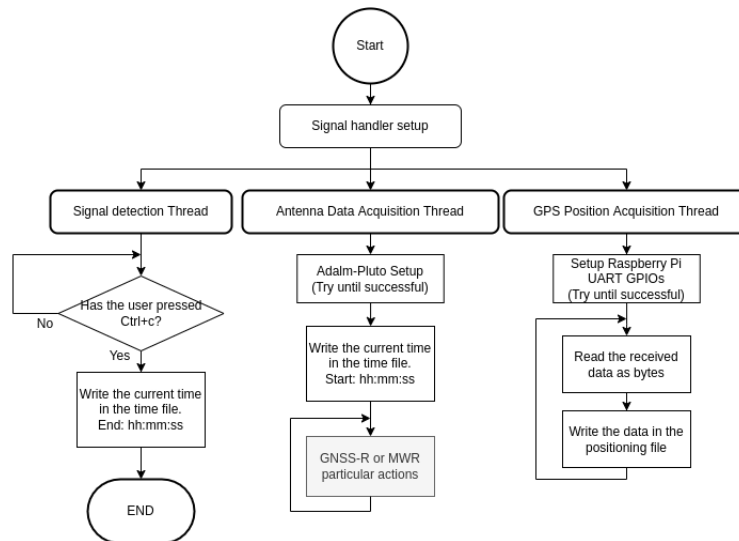 Start
Signal handler setup
Signal detection Thread
Antenna Data Acquisition Thread
GPS Position Acquisition Thread
Has the user pressed
Ctrl+c?
No
Yes
Write the current time
in the time file.
End: hh:mm:ss
END
Adalm-Pluto Setup
(Try until successful)
Write the current time
in the time file.
Start: hh:mm:ss
GNSS-R or MWR
particular actions
Setup Raspberry Pi
UART GPIOs
(Try until successful)
Read the received
data as bytes
Write the data in the
positioning file